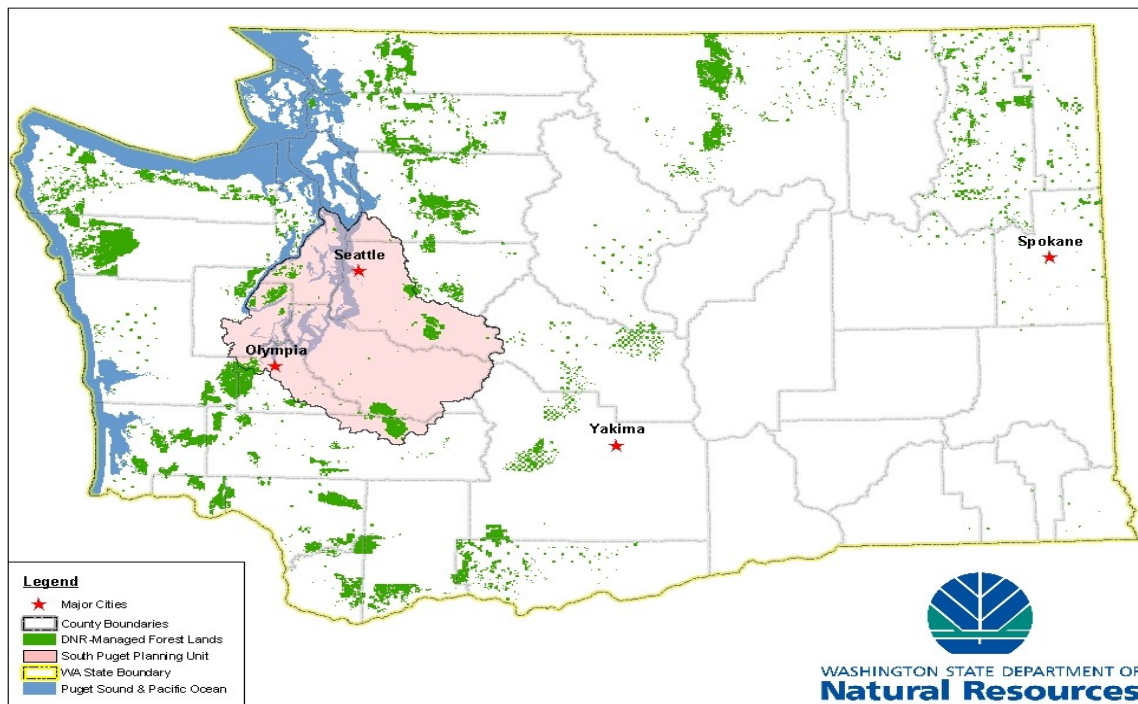 Seattle
Spokane
Olympia
Yakima
Legend
Major Cities
County Boundaries
DNR-Managed Forest Lands
South Puget Planning Unit
WA State Boundary
Puget Sound & Pacific Ocean
WASHINGTON STATE DEPARTMENT OF
Natural Resources